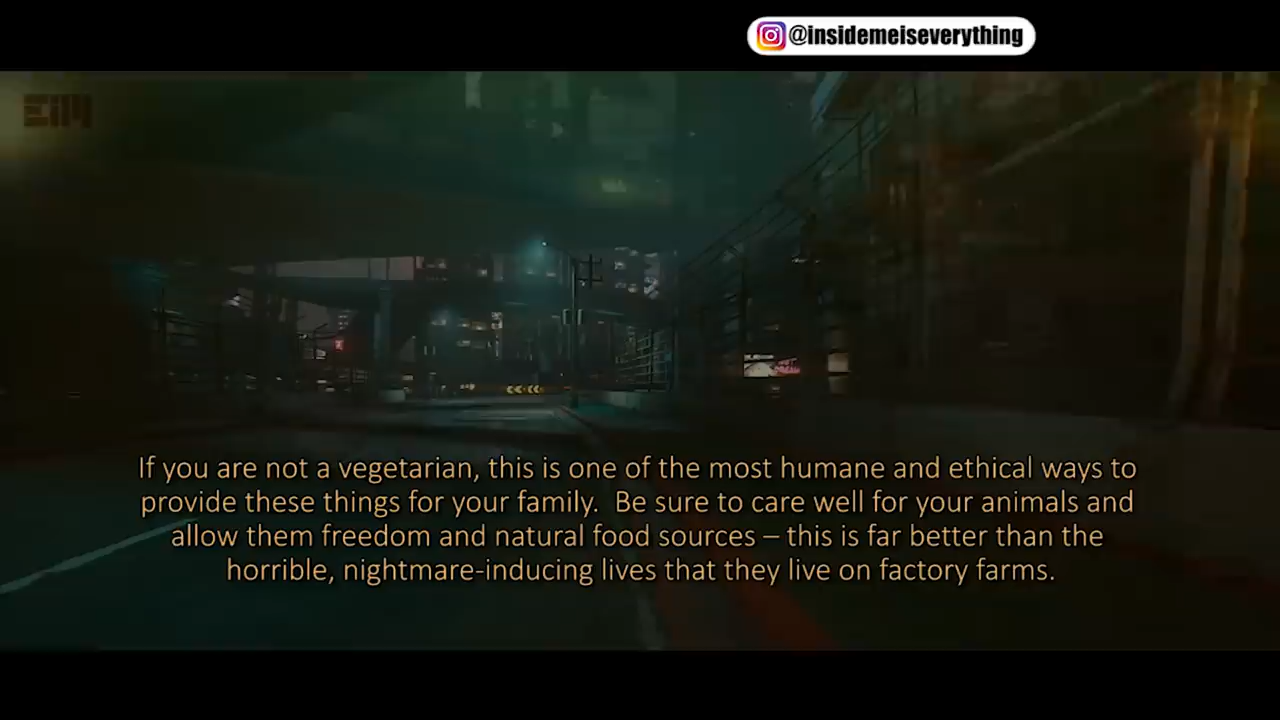 @insidemeiseverything
If you are not a vegetarian, this is one of the most humane and ethical ways to
provide these things for your family.  Be sure to care well for your animals and
allow them freedom and natural food sources – this is far better than the
horrible, nightmare-inducing lives that they live on factory farms.